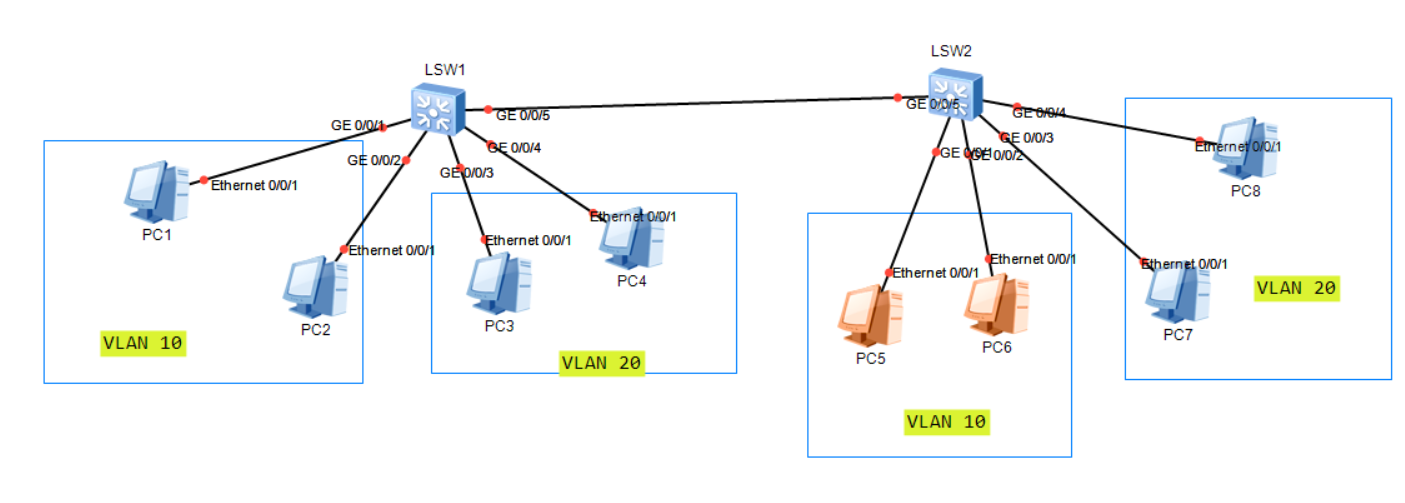 LSW2
LSW1
GE 0/0/5
GE 0/0/5
GE 0/0/4
GE 0/0/1
GE 0/0/3
GE 0/0/4
Ethernet 0/0/1
GE 0/0/2
GE 0/0/1
GE 0/0/2
GE 0/0/3
Ethernet 0/0/1
PC8
Ethernet 0/0/1
PC1
Ethernet 0/0/1
Ethernet 0/0/1
Ethernet 0/0/1
Ethernet 0/0/1
Ethernet 0/0/1
PC4
VLAN 20
PC3
PC2
PC7
PC6
VLAN 10
PC5
VLAN 20
VLAN 10